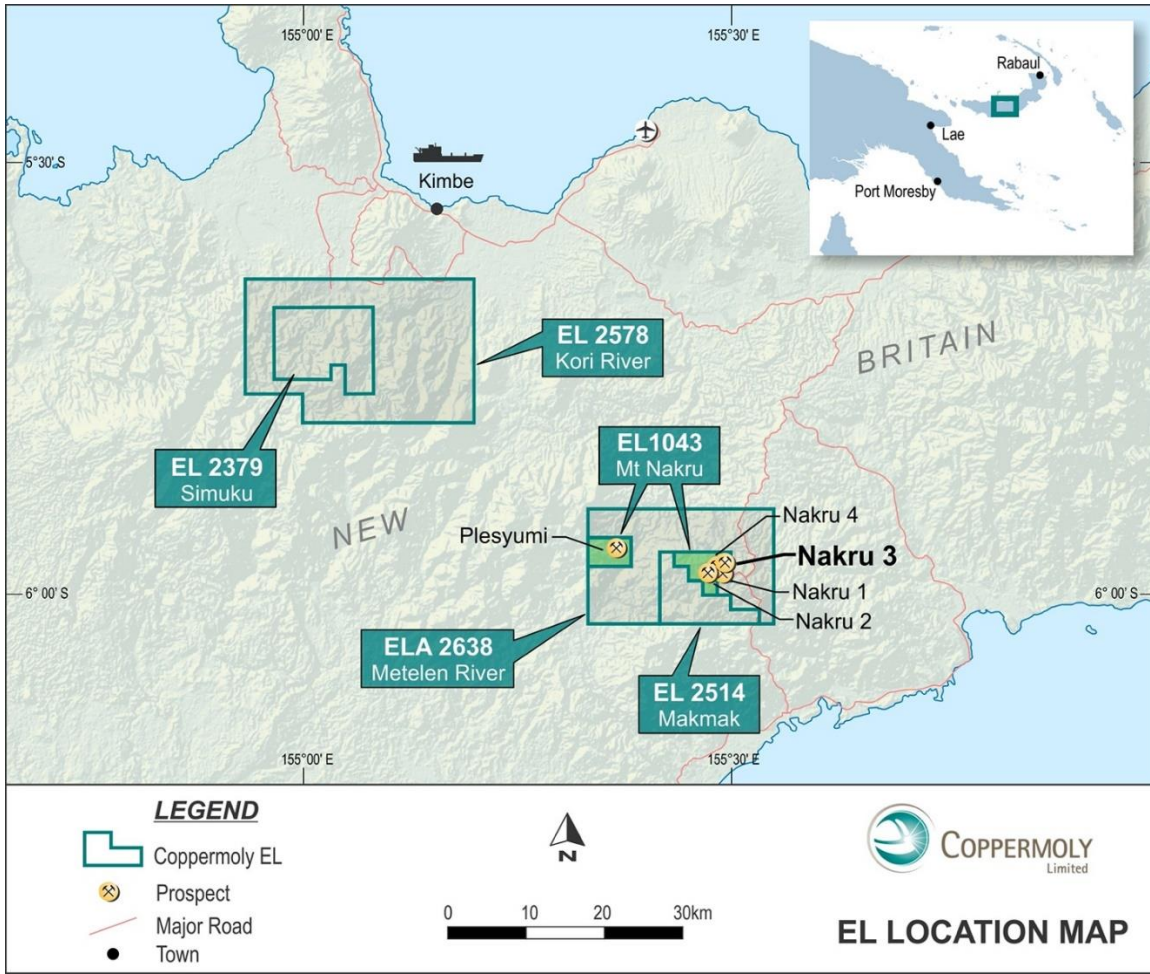 155°00' E
155°30' E
Rabaul
Lae
Port Moresby
5°30' S
Kimbe
EL 2578
Kori River
BRITAIN
EL 2379
Simuku
EL1043
Mt Nakru
NEW
Plesyumi
Nakru 4
Nakru 3
Nakru 1
Nakru 2
6°00' S
6°00' S
ELA 2638
Metelen River
EL 2514
Makmak
155°00' E
155°30' E
LEGEND
Coppermoly EL
Prospect
Major Road
Town
N
0 10 20 30km
COPPERMOLY
Limited
EL LOCATION MAP